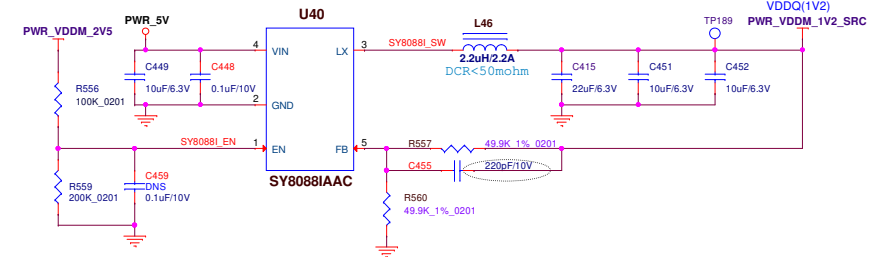 VDDQ(1V2)
PWR_VDDM_2V5
PWR_5V
U40
L46
TP189
PWR_VDDM_1V2_SRC
4
VIN
LX
3
SY8088I_SW
2.2uH/2.2A
DCR<50mohm
C449
10uF/6.3V
C448
0.1uF/10V
C415
22uF/6.3V
C451
10uF/6.3V
C452
10uF/6.3V
R556
100K_0201
2
GND
SY8088I_EN
1
EN
FB
5
R557
49.9K_1%_0201
C455
220pF/10V
R559
200K_0201
C459
DNS
0.1uF/10V
SY8088IAAC
R560
49.9K_1%_0201